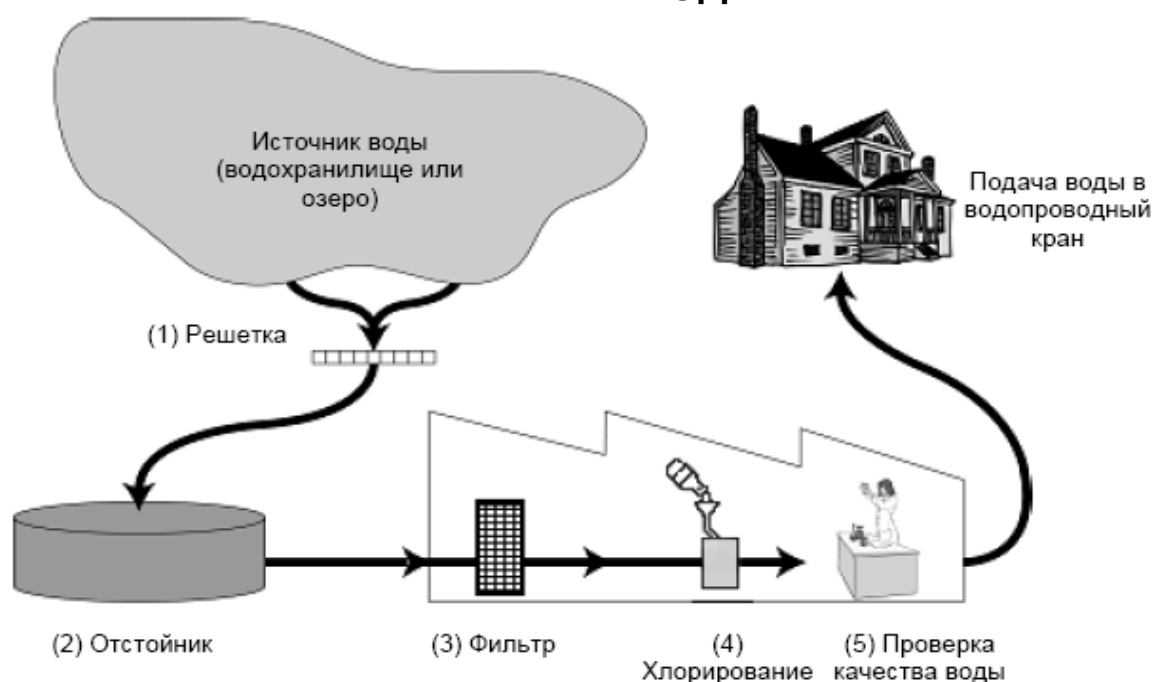 Источник воды
(водохранилище или
озеро)
Подача воды в
водопроводный
кран
(1) Решетка
(2) Отстойник
(3) Фильтр
(4)
Хлорирование
(5) Проверка
качества воды